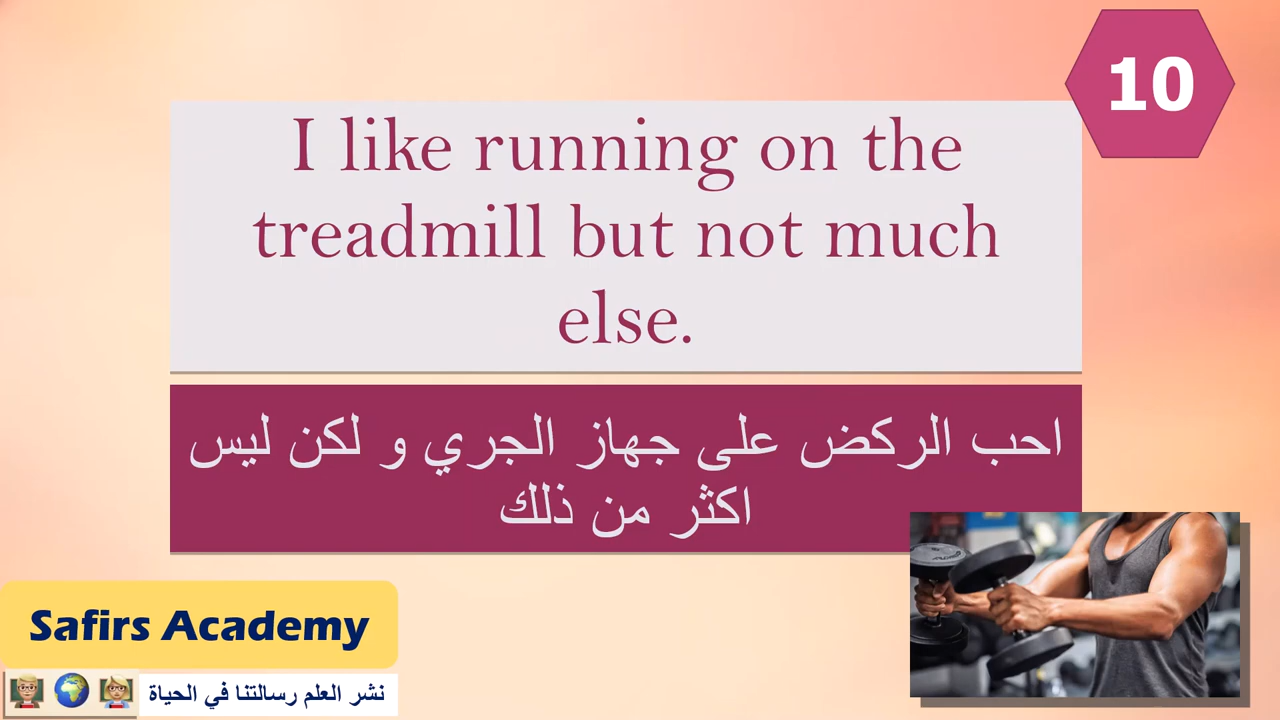 10
I like running on the
treadmill but not much
else.
احب الركض على جهاز الجري و لكن ليس
اكثر من ذلك
Safirs Academy
نشر العلم رسالتنا في الحياة